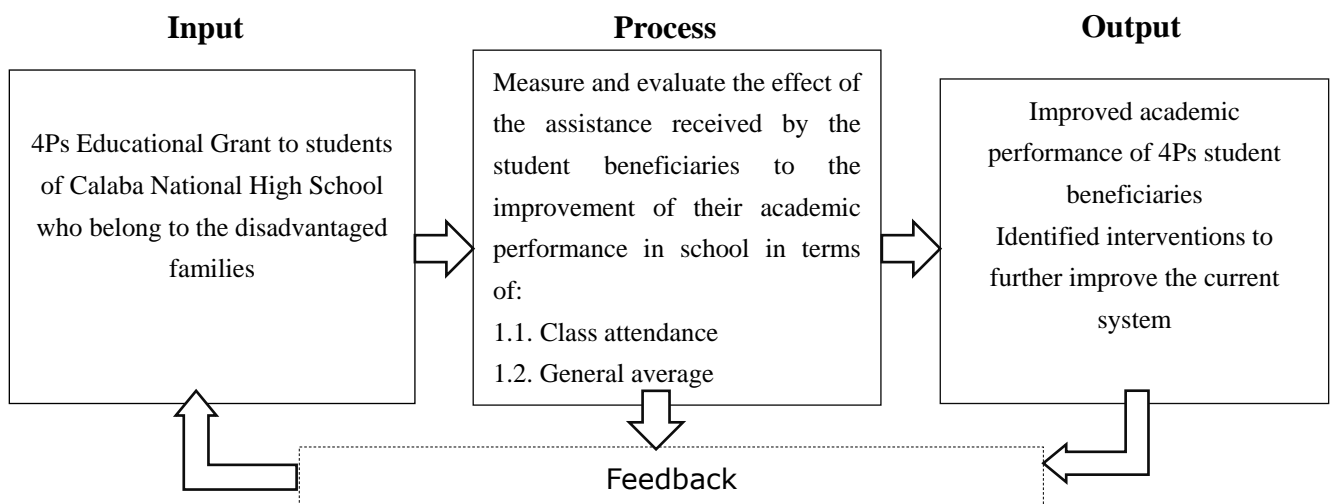 Input
4Ps Educational Grant to students
of Calaba National High School
who belong to the disadvantaged
families
Process
Measure and evaluate the effect of
the assistance received by the
student beneficiaries to the
improvement of their academic
performance in school in terms
of:
1.1. Class attendance
1.2. General average
Output
Improved academic
performance of 4Ps student
beneficiaries
Identified interventions to
further improve the current
system
Feedback